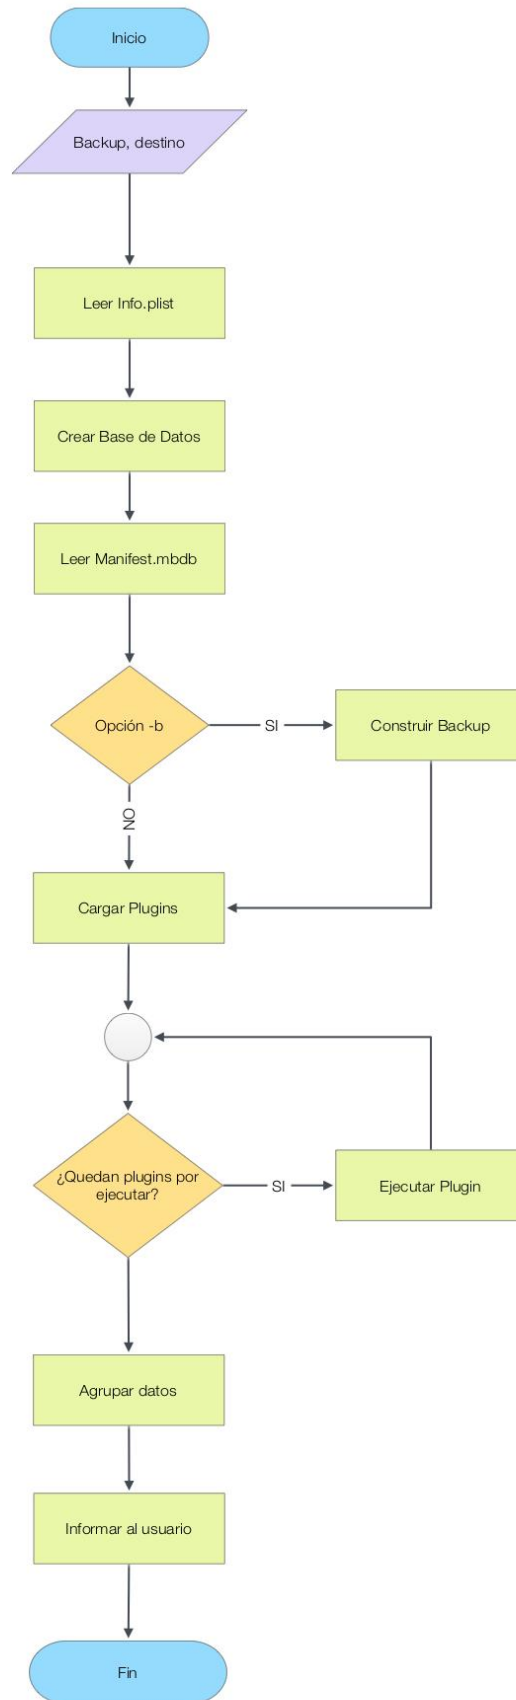 Inicio
Backup, destino
Leer Info.plist
Crear Base de Datos
Leer Manifest.mbdb
Opción -b
SI
Construir Backup
NO
Cargar Plugins
¿Quedan plugins por
ejecutar?
SI
Ejecutar Plugin
Agrupar datos
Informar al usuario
Fin